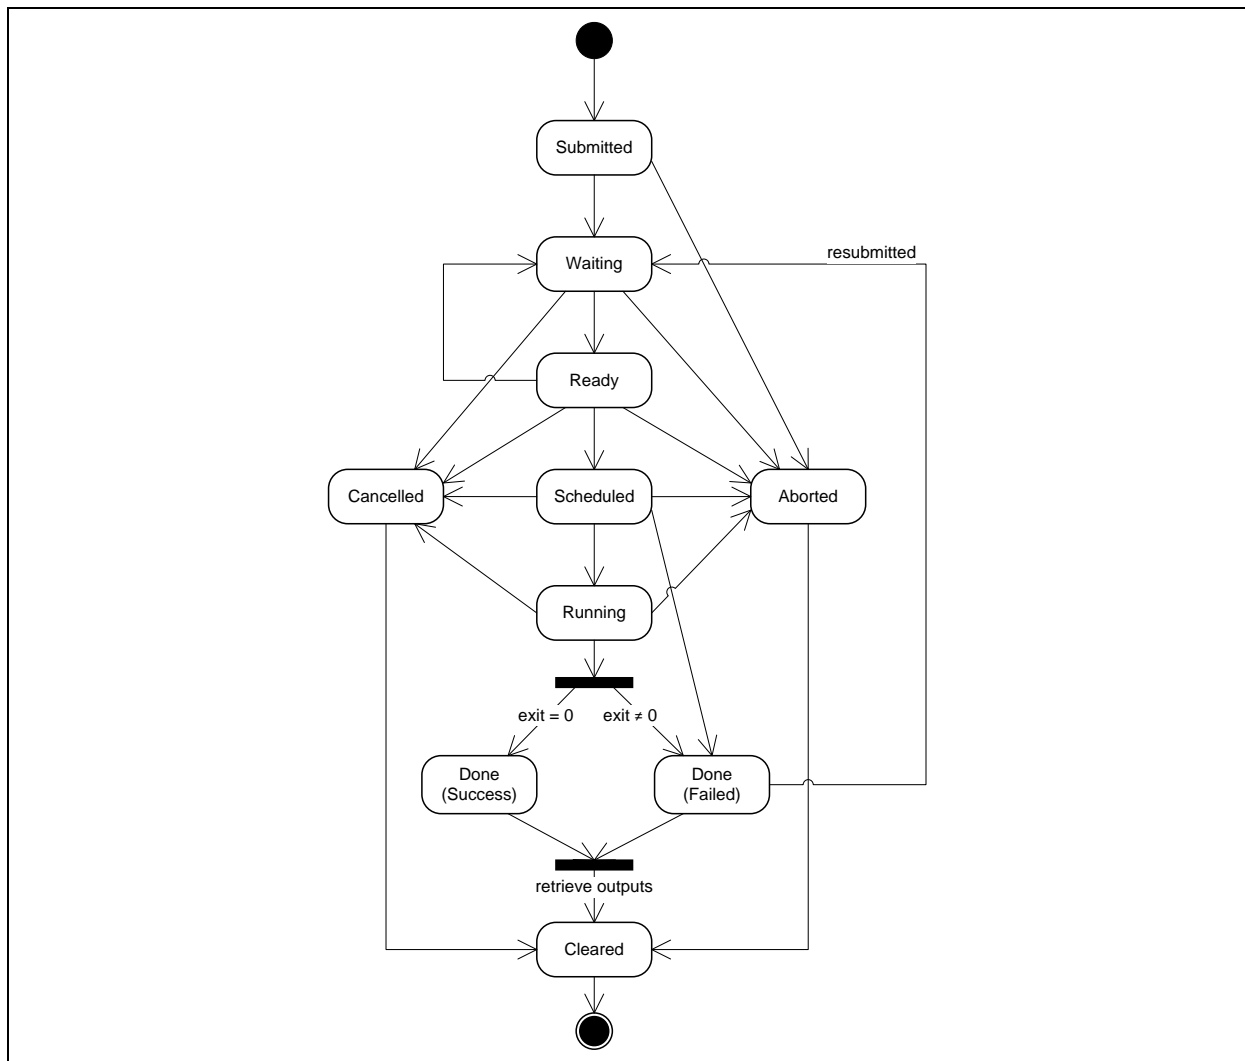 Submitted
resubmitted
Waiting
Ready
Cancelled
Scheduled
Aborted
Running
exit = 0
exit ≠ 0
Done
(Success)
Done
(Failed)
retrieve outputs
Cleared